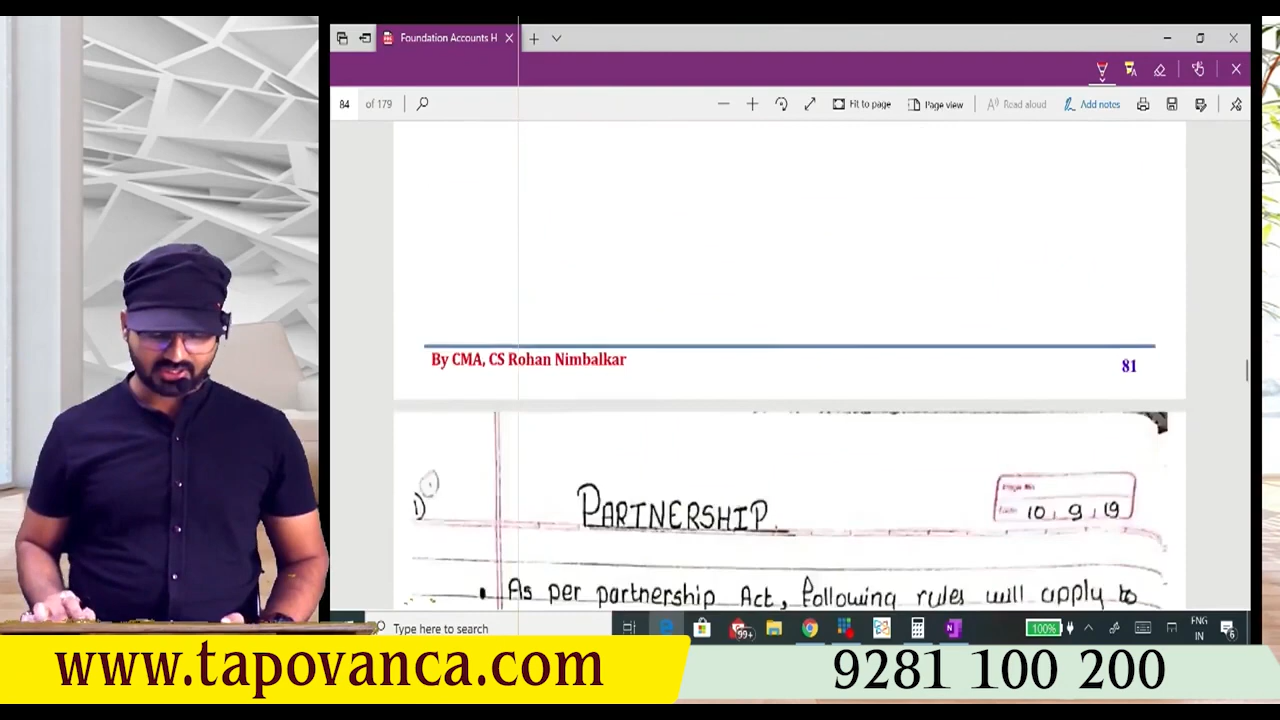 Foundation Accounts H
84 of 179
Fit to page
Page view
Read aloud
Add notes
By CMA, CS Rohan Nimbalkar
81
1)
PARTNERSHIP
10 9 19
• As per partnership Act, following rules will apply to
Type here to search
99+
100%
ENG
IN
6
www.tapovanca.com
9281 100 200